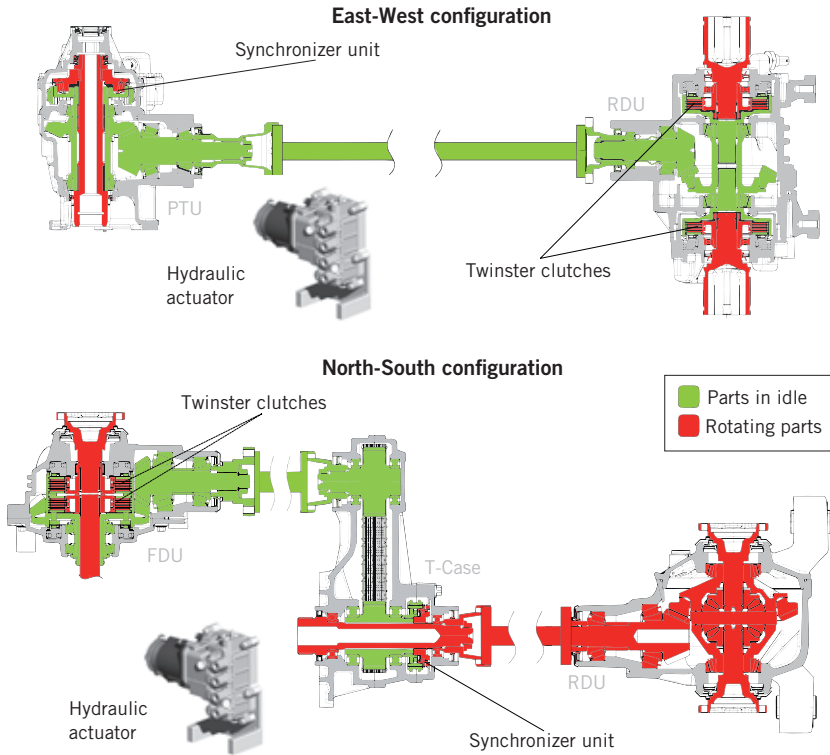 East-West configuration
Synchronizer unit
RDU
PTU
Hydraulic
actuator
Twinster clutches
North-South configuration
Twinster clutches
Parts in idle
Rotating parts
FDU
T-Case
RDU
Hydraulic
actuator
Synchronizer unit